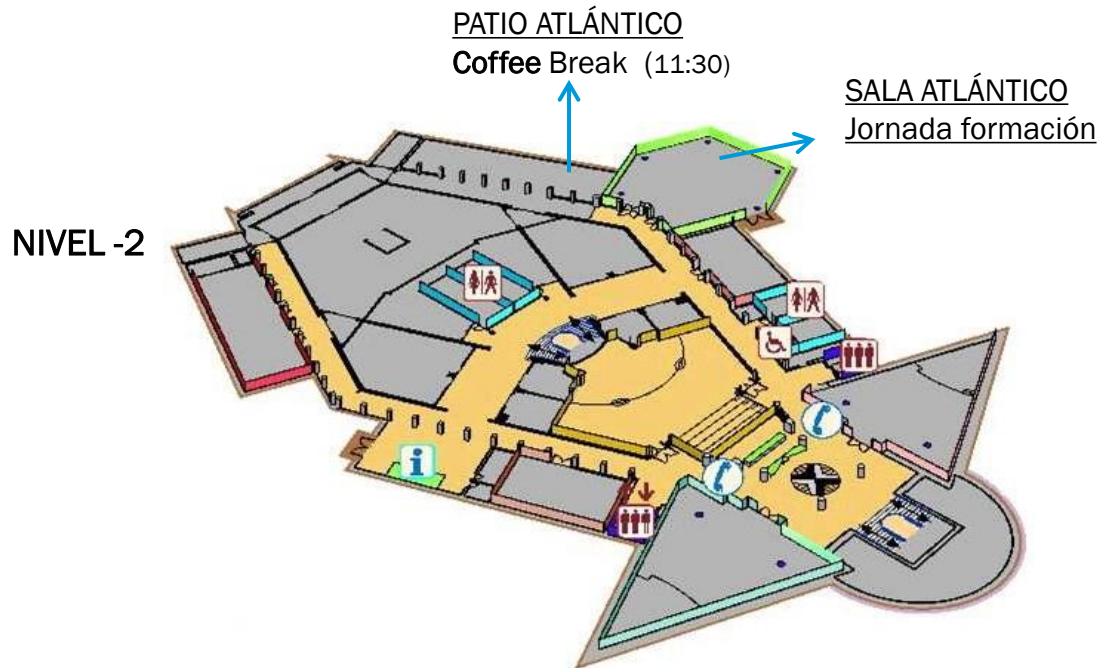 PATIO ATLÁNTICO
Coffee Break (11:30)
SALA ATLÁNTICO
Jornada formación
NIVEL -2
i